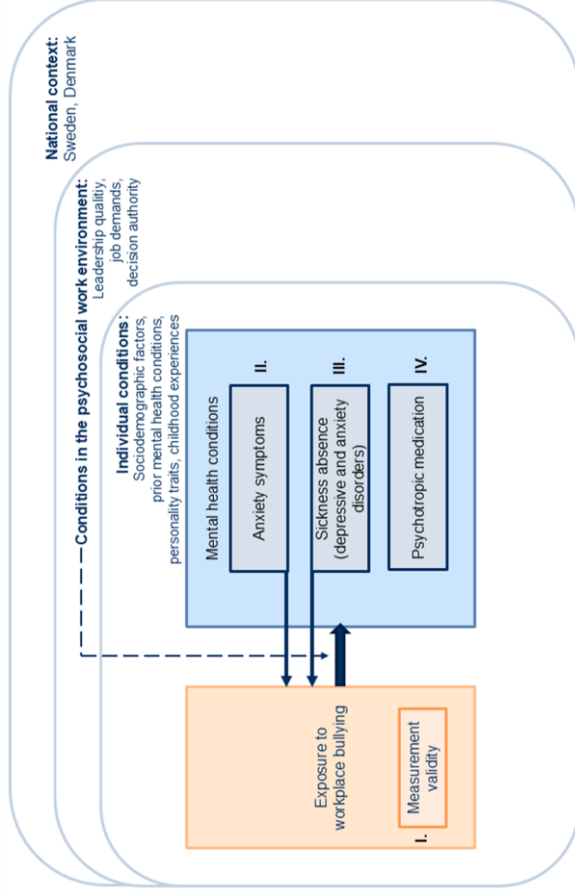 National context:
Sweden, Denmark
Conditions in the psychosocial work environment:
Leadership qualitiy,
job demands,
decision authority
Individual conditions:
Sociodemographic factors,
prior mental health conditions,
personality traits, childhood experiences
Mental health conditions
Anxiety symptoms
II.
Sickness absence
(depressive and anxiety
disorders)
III.
Psychotropic medication
IV.
Exposure to
workplace bullying
I.
Measurement
validity